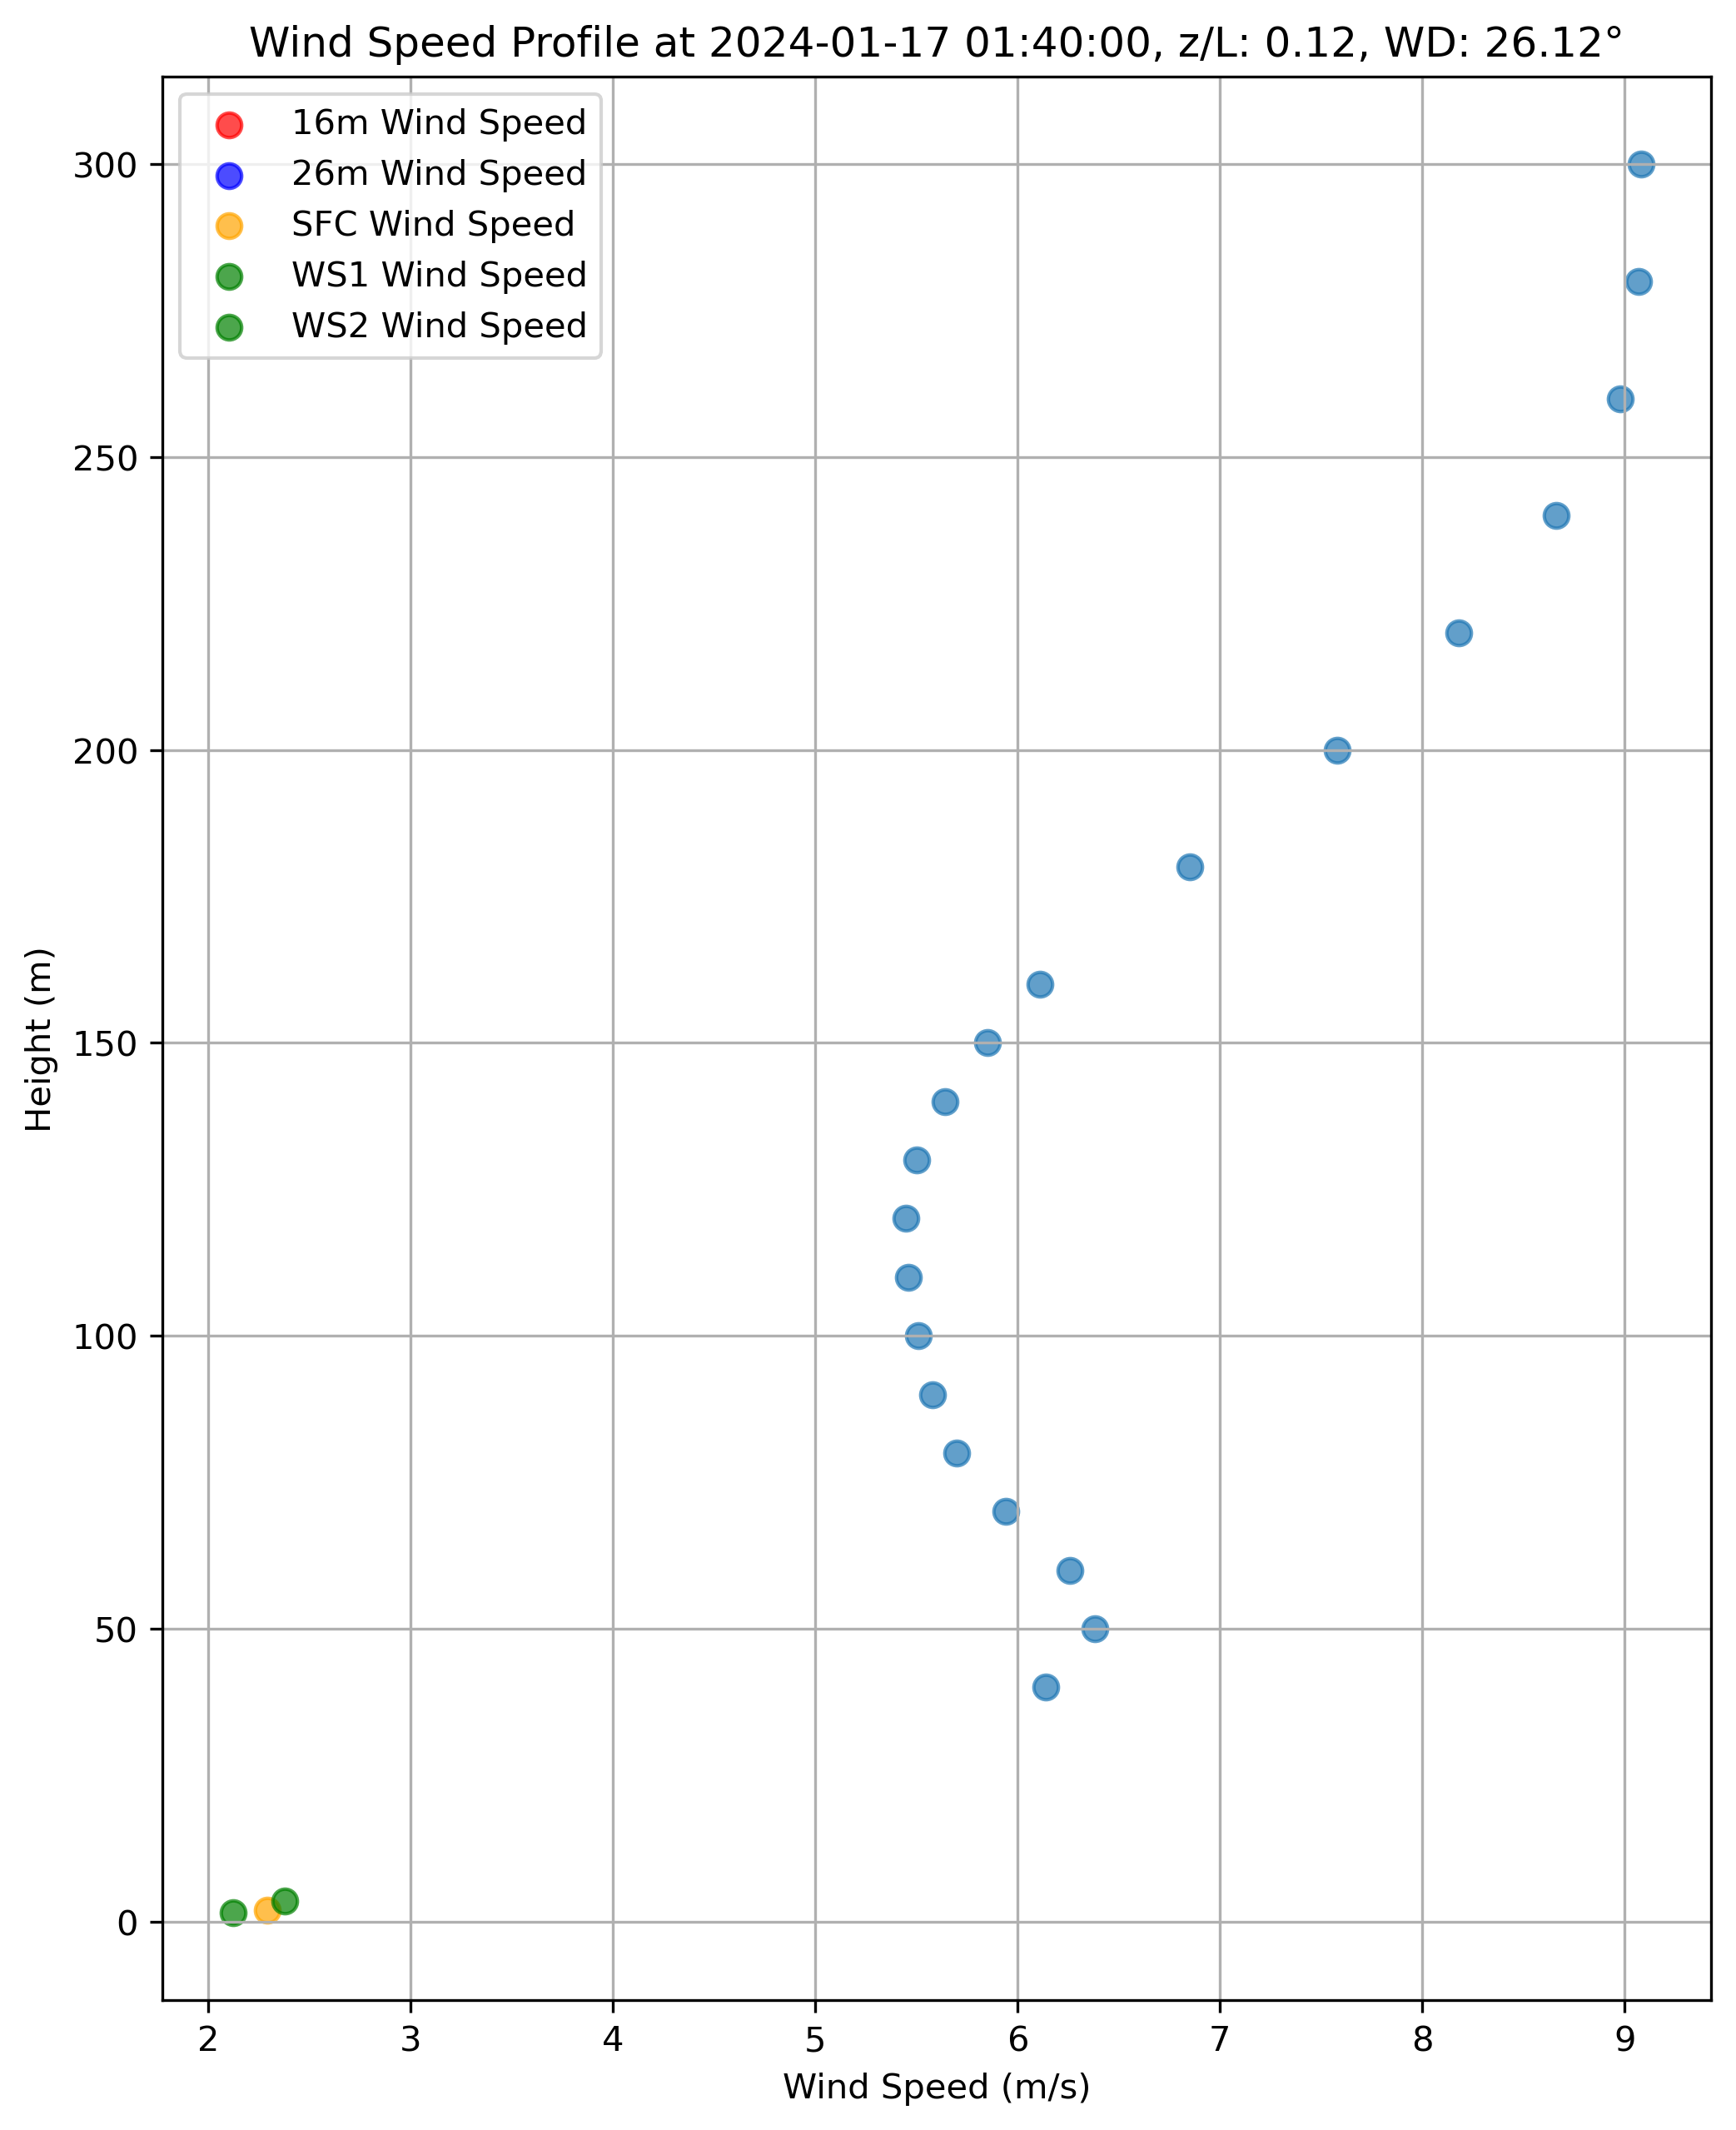 Wind Speed Profile at 2024-01-17 01:40:00, z/L: 0.12, WD: 26.12°
16m Wind Speed
26m Wind Speed
SFC Wind Speed
WS1 Wind Speed
WS2 Wind Speed
300
250
200
150
100
50
0
Height (m)
2 3 4 5 6 7 8 9
Wind Speed (m/s)